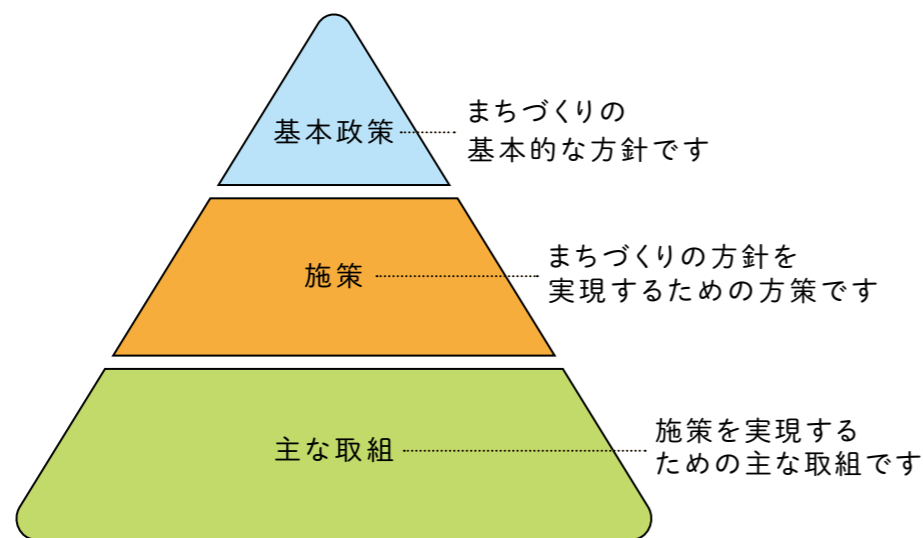 基本政策
まちづくりの
基本的な方針です
施策
まちづくりの方針を
実現するための方策です
主な取組
施策を実現する
ための主な取組です